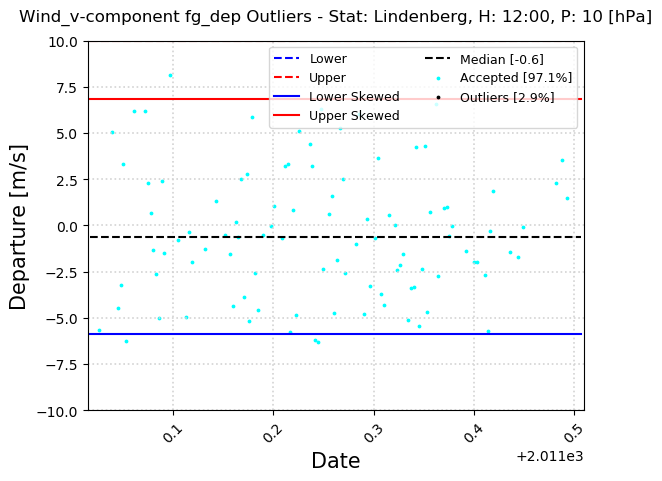 Wind_v-component fg_dep Outliers - Stat: Lindenberg, H: 12:00, P: 10 [hPa]
10.0
7.5
5.0
2.5
0.0
−2.5
−5.0
−7.5
−10.0
Departure [m/s]
Lower
Upper
Lower Skewed
Upper Skewed
Median [-0.6]
Accepted [97.1%]
Outliers [2.9%]
0.1
0.2
0.3
0.4
0.5
+2.011e3
Date